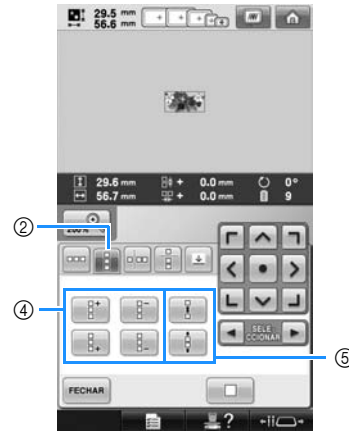 29.5 mm
56.6 mm
29.6 mm + 0.0 mm 0°
56.7 mm + 0.0 mm 9
200 %
②
④
⑤
SELE
CCIONAR
FECHAR
?